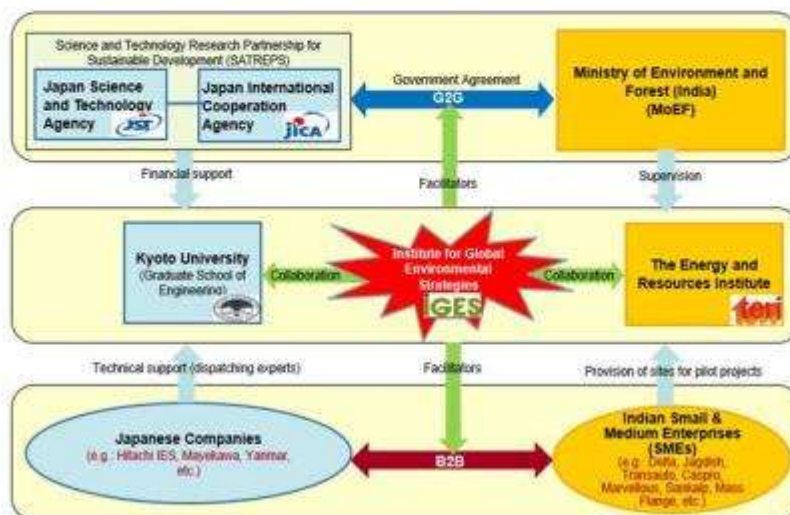 Science and Technology Research Partnership for
Sustainable Development (SATREPS)
Japan Science
and Technology
Agency
JST
Japan International
Cooperation
Agency
jICA
Government Agreement
G2G
Ministry of Environment and
Forest (India)
(MoEF)
Financial support
Facilitators
Supervision
Kyoto University
(Graduate School of
Engineering)
Collaboration
Institute for Global
Environmental
Strategies
IGES
Collaboration
The Energy and
Resources Institute
teri
Technical support (dispatching experts)
Facilitators
Provision of sites for pilot projects
Japanese Companies
(e.g.: Hitachi IES, Mayekawa, Yanmar,
etc.)
B2B
Indian Small &
Medium Enterprises
(SMEs)
(e.g.: Delta, Jagdish,
Transauto, Caspro,
Marvellous, Sankalp, Mass
Flange, etc.)